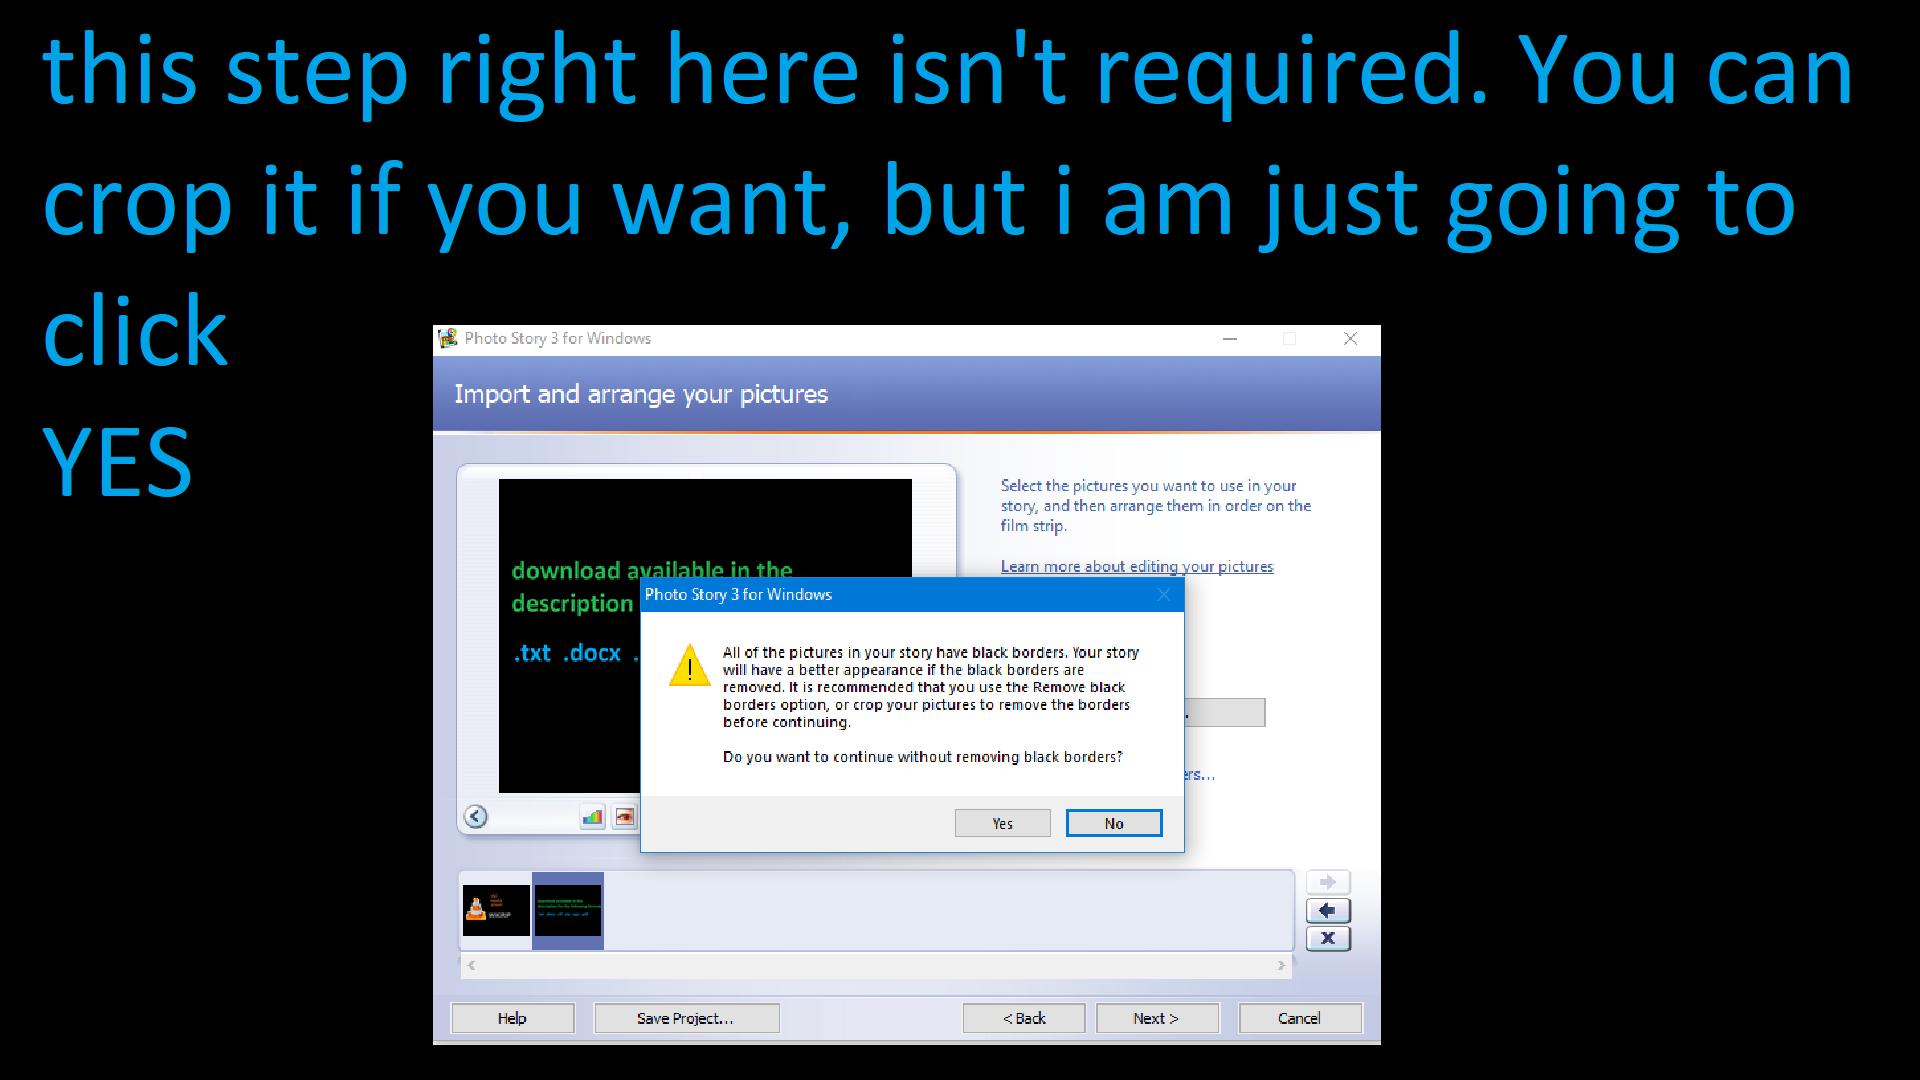 this step right here isn't required. You can
crop it if you want, but i am just going to
click
YES
Photo Story 3 for Windows
Import and arrange your pictures
Select the pictures you want to use in your
story, and then arrange them in order on the
film strip.
Learn more about editing your pictures
download available in the
description
.txt .docx .
Photo Story 3 for Windows
All of the pictures in your story have black borders. Your story
will have a better appearance if the black borders are
removed. It is recommended that you use the Remove black
borders option, or crop your pictures to remove the borders
before continuing.
Do you want to continue without removing black borders?
Yes
No
Help
Save Project...
< Back
Next >
Cancel